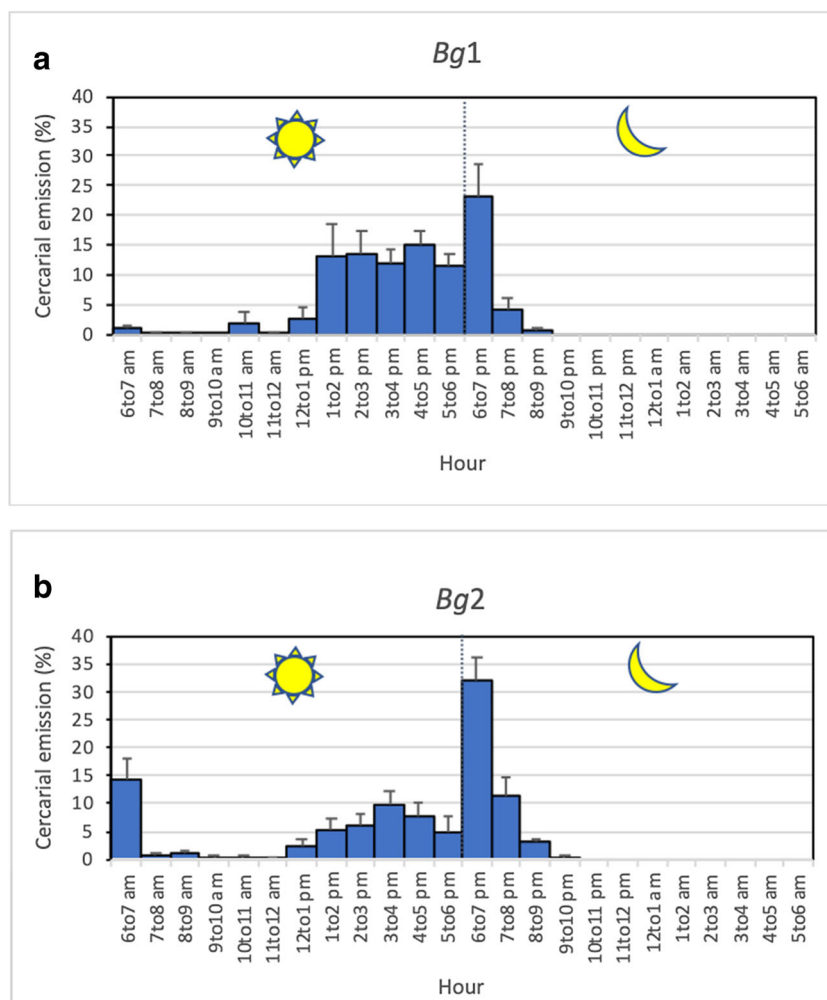 a
Bg1
Cercarial emission (%)
40
35
30
25
20
15
10
5
0
6to7 am
7to8 am
8to9 am
9to10 am
10to11 am
11to12 am
12to1 pm
1to2 pm
2to3 pm
3to4 pm
4to5 pm
5to6 pm
6to7 pm
7to8 pm
8to9 pm
9to10 pm
10to11 pm
11to12 pm
12to1 am
1to2 am
2to3 am
3to4 am
4to5 am
5to6 am
Hour
b
Bg2
Cercarial emission (%)
40
35
30
25
20
15
10
5
0
6to7 am
7to8 am
8to9 am
9to10 am
10to11 am
11to12 am
12to1 pm
1to2 pm
2to3 pm
3to4 pm
4to5 pm
5to6 pm
6to7 pm
7to8 pm
8to9 pm
9to10 pm
10to11 pm
11to12 pm
12to1 am
1to2 am
2to3 am
3to4 am
4to5 am
5to6 am
Hour